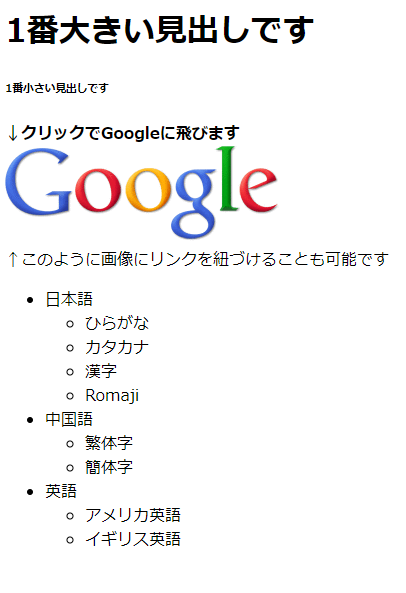 1番大きい見出しです
1番小さい見出しです
↓クリックでGoogleに飛びます
Google
↑このように画像にリンクを紐づけることも可能です
日本語
ひらがな
カタカナ
漢字
Romaji
中国語
繁体字
簡体字
英語
アメリカ英語
イギリス英語